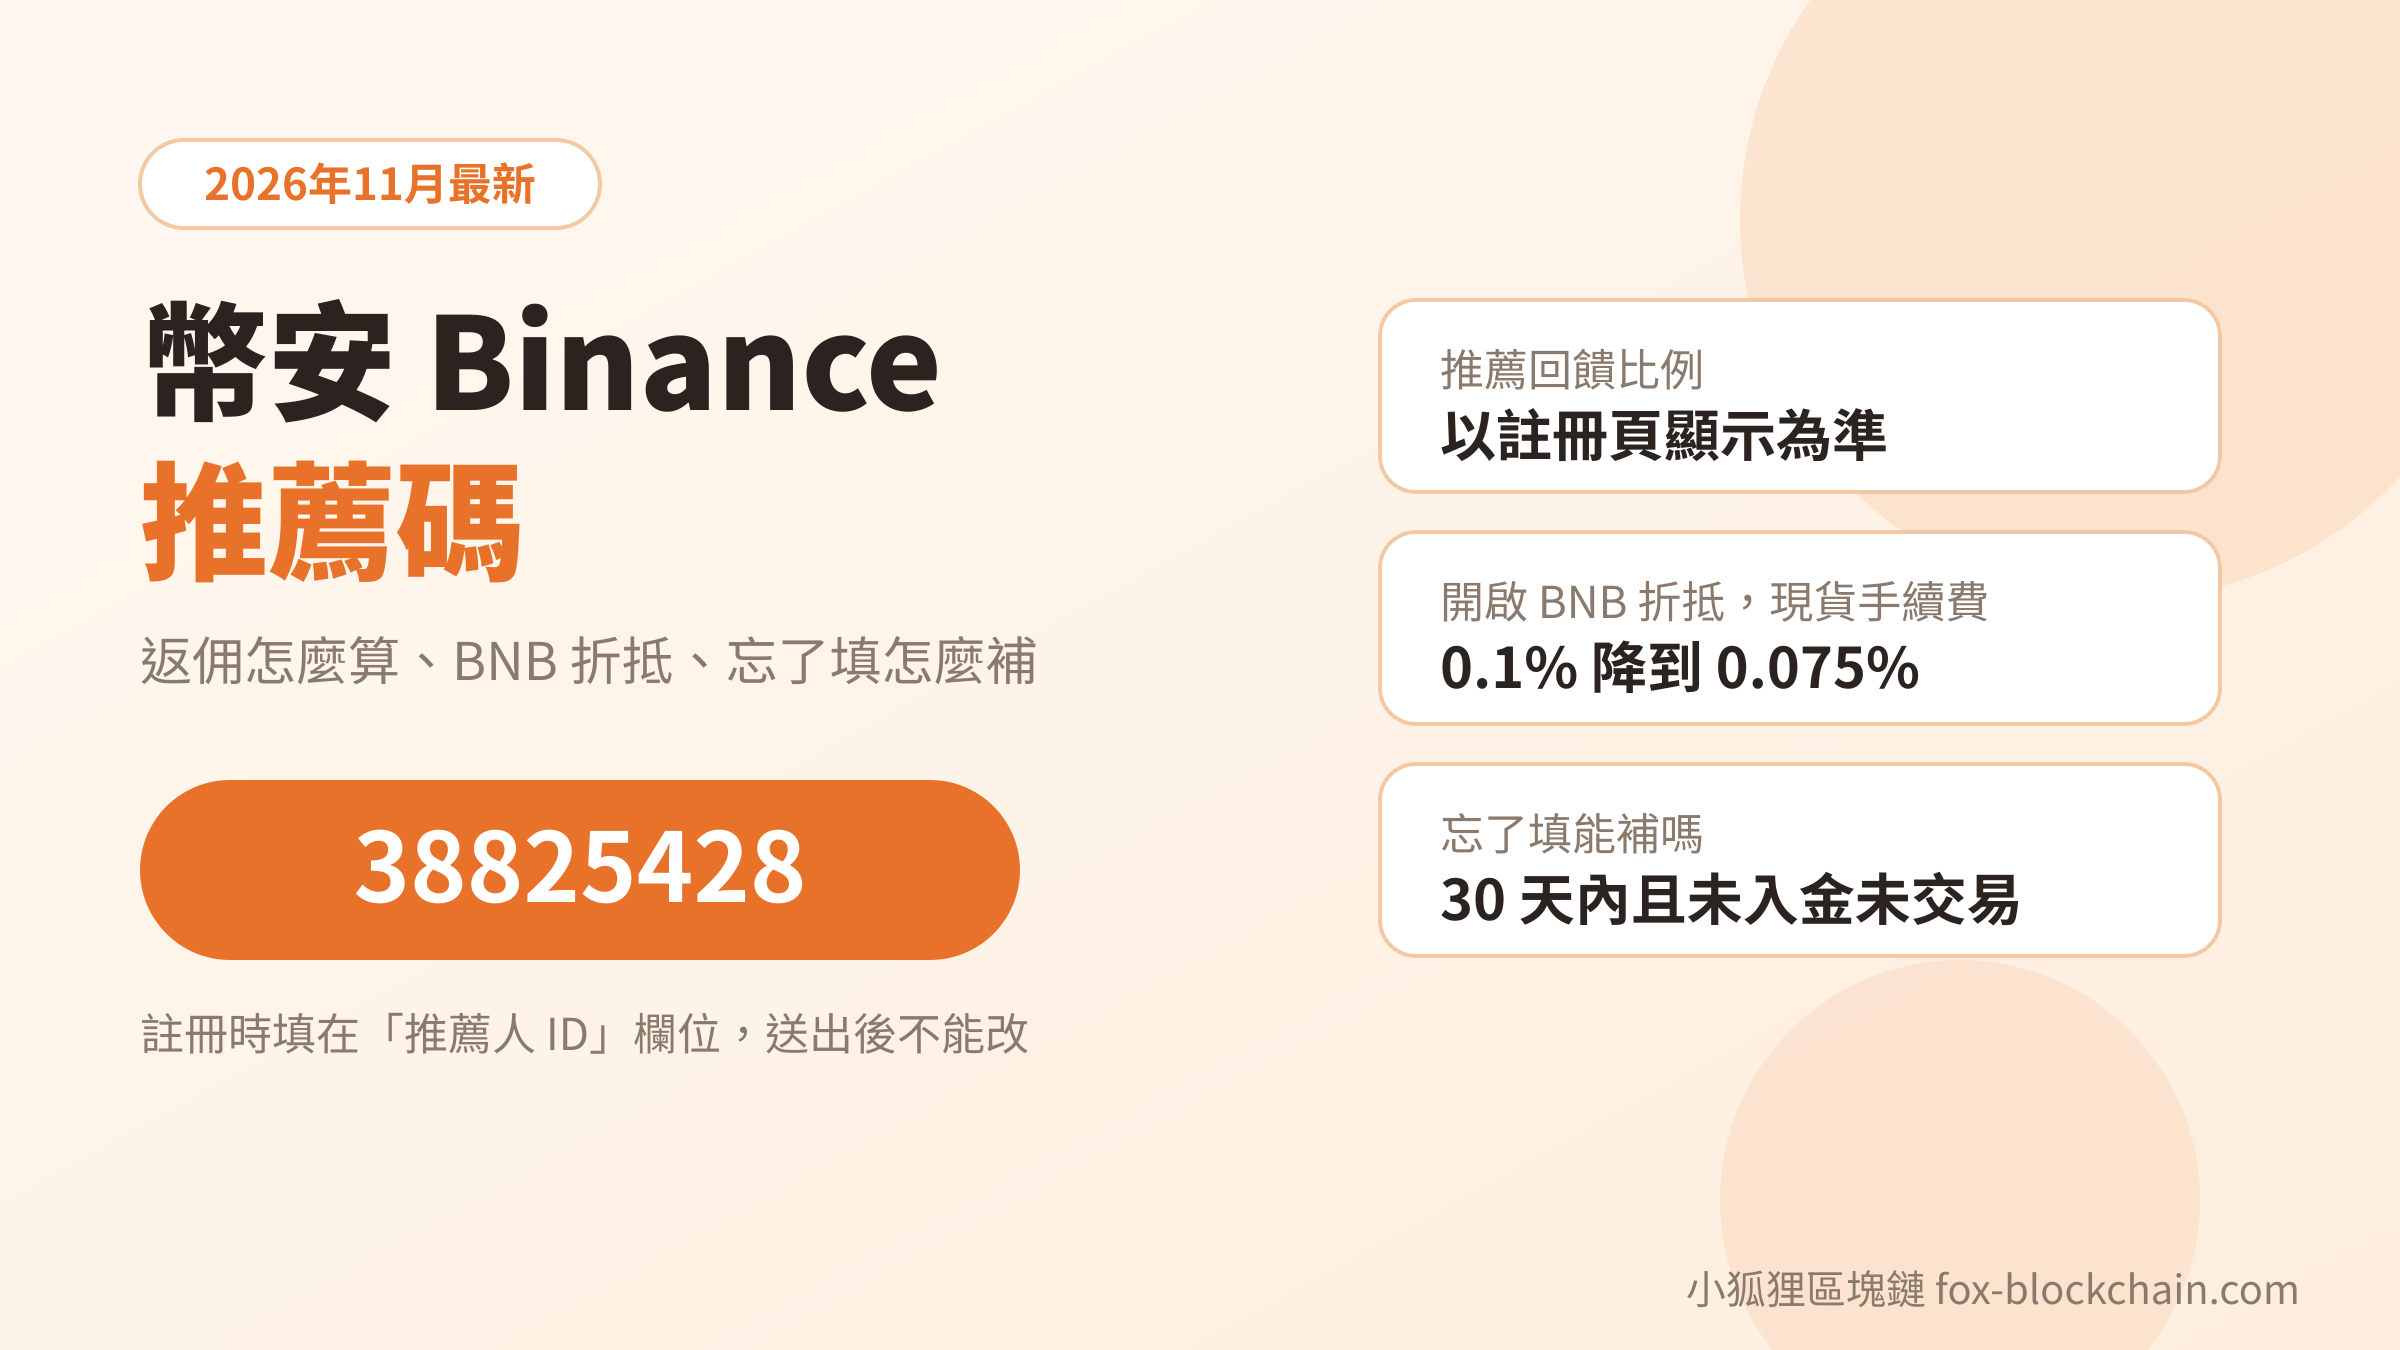 2026年11月最新
幣安 Binance
推薦碼
返佣怎麼算、BNB 折抵、忘了填怎麼補
38825428
註冊時填在「推薦人 ID」欄位，送出後不能改
推薦回饋比例
以註冊頁顯示為準
開啟 BNB 折抵，現貨手續費
0.1% 降到 0.075%
忘了填能補嗎
30 天內且未入金未交易
小狐狸區塊鏈 fox-blockchain.com